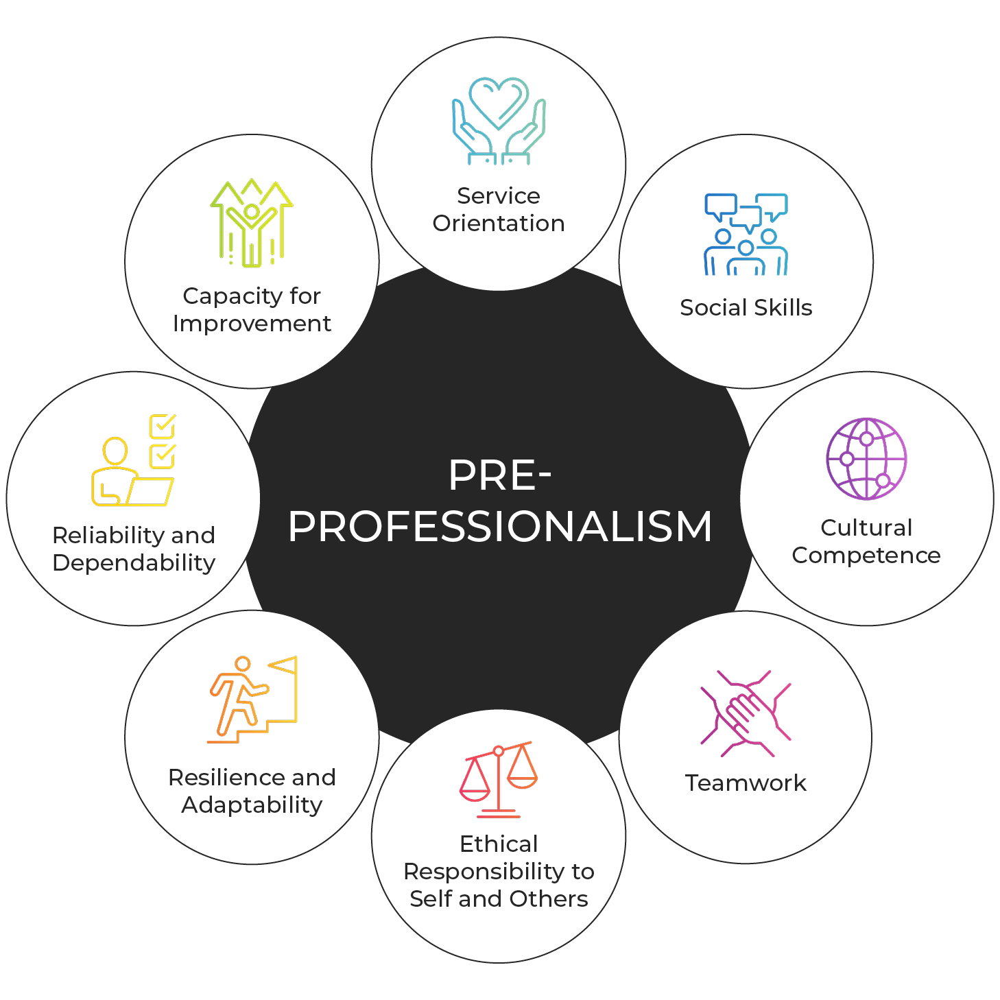 Service
Orientation
Social Skills
Cultural
Competence
Teamwork
Ethical
Responsibility to
Self and Others
Resilience and
Adaptability
Reliability and
Dependability
Capacity for
Improvement
PRE-
PROFESSIONALISM